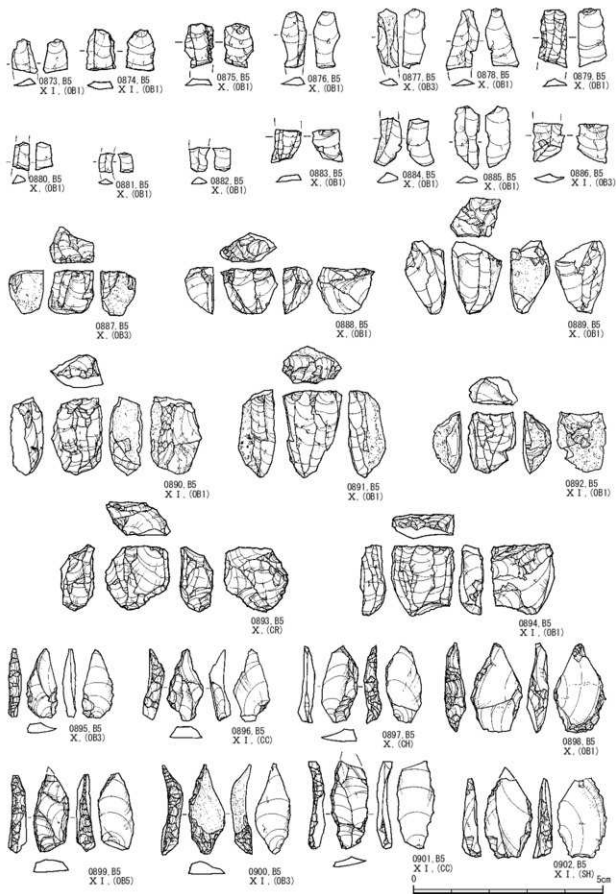 0873, B5
X I, (OB1)
0874, B5
X I, (OB1)
0875, B5
X, (OB1)
0876, B5
X, (OB1)
0877, B5
X, (OB3)
0878, B5
X I, (OB1)
0879, B5
X, (OB1)
0880, B5
X, (OB1)
0881, B5
X, (OB1)
0882, B5
X, (OB1)
0883, B5
X, (OB1)
0884, B5
X, (OB1)
0885, B5
X, (OB1)
0886, B5
X I, (OB3)
0887, B5
X, (OB3)
0888, B5
X, (OB1)
0889, B5
X, (OB1)
0890, B5
X I, (OB1)
0891, B5
X, (OB1)
0892, B5
X I, (OB1)
0893, B5
X, (CR)
0894, B5
X I, (OB1)
0895, B5
X, (OB3)
0896, B5
X I, (CC)
0897, B5
X, (CH)
0898, B5
X, (OB1)
0899, B5
X I, (OB5)
0900, B5
X I, (OB3)
0901, B5
X I, (CC)
0902, B5
X I, (SH)
0 5cm